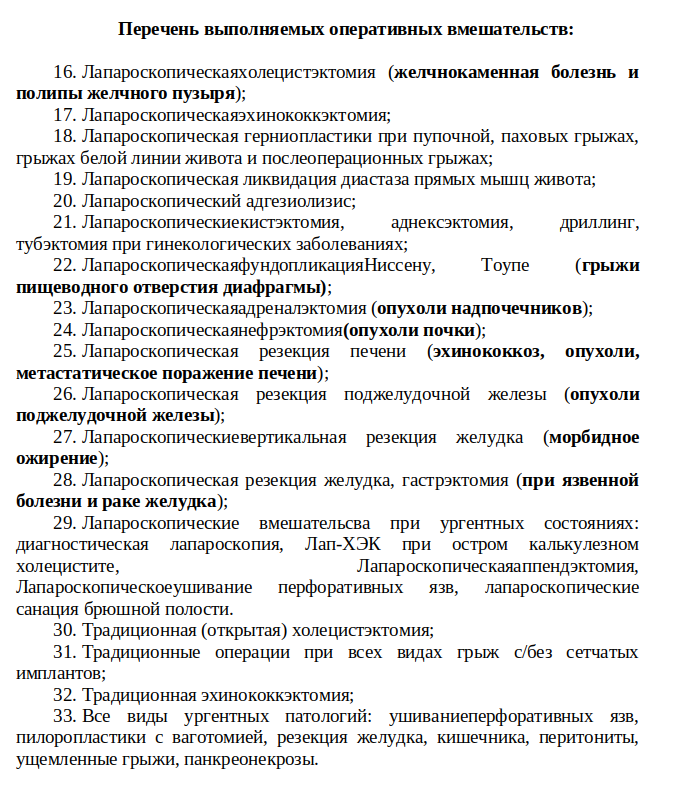 Перечень выполняемых оперативных вмешательств:
16. Лапароскопическаяхолецистэктомия (желчнокаменная болезнь и
полипы желчного пузыря);
17. Лапароскопическаяэхинококкэктомия;
18. Лапароскопическая герниопластики при пупочной, паховых грыжах,
грыжах белой линии живота и послеоперационных грыжах;
19. Лапароскопическая ликвидация диастаза прямых мышц живота;
20. Лапароскопический адгезиолизис;
21. Лапароскопическиекистэктомия, аднексэктомия, дриллинг,
тубэктомия при гинекологических заболеваниях;
22. ЛапароскопическаяфундопликацияНиссену, Тоупе (грыжи
пищеводного отверстия диафрагмы);
23. Лапароскопическаяадреналэктомия (опухоли надпочечников);
24. Лапароскопическаянефрэктомия(опухоли почки);
25. Лапароскопическая резекция печени (эхинококкоз, опухоли,
метастатическое поражение печени);
26. Лапароскопическая резекция поджелудочной железы (опухоли
поджелудочной железы);
27. Лапароскопическиевертикальная резекция желудка (морбидное
ожирение);
28. Лапароскопическая резекция желудка, гастрэктомия (при язвенной
болезни и раке желудка);
29. Лапароскопические вмешательсва при ургентных состояниях:
диагностическая лапароскопия, Лап-ХЭК при остром калькулезном
холецистите, Лапароскопическаяаппендэктомия,
Лапароскопическоеушивание перфоративных язв, лапароскопические
санация брюшной полости.
30. Традиционная (открытая) холецистэктомия;
31. Традиционные операции при всех видах грыж с/без сетчатых
имплантов;
32. Традиционная эхинококкэктомия;
33. Все виды ургентных патологий: ушиваниеперфоративных язв,
пилоропластики с ваготомией, резекция желудка, кишечника, перитониты,
ущемленные грыжи, панкреонекрозы.